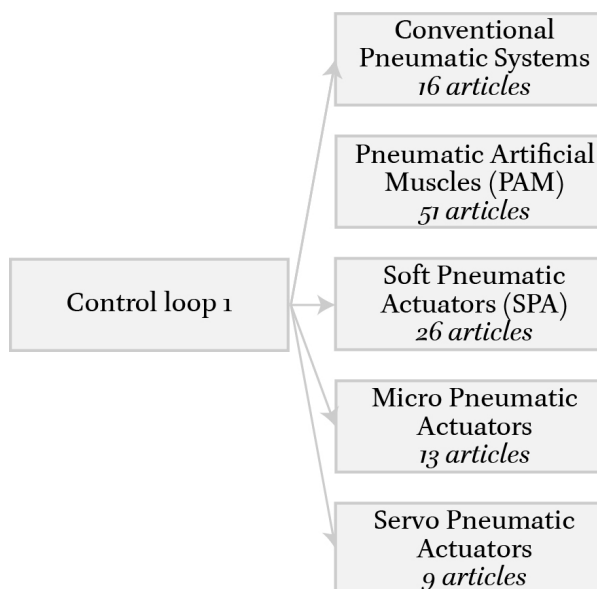 Conventional
Pneumatic Systems
16 articles
Pneumatic Artificial
Muscles (PAM)
51 articles
Control loop 1
Soft Pneumatic
Actuators (SPA)
26 articles
Micro Pneumatic
Actuators
13 articles
Servo Pneumatic
Actuators
9 articles